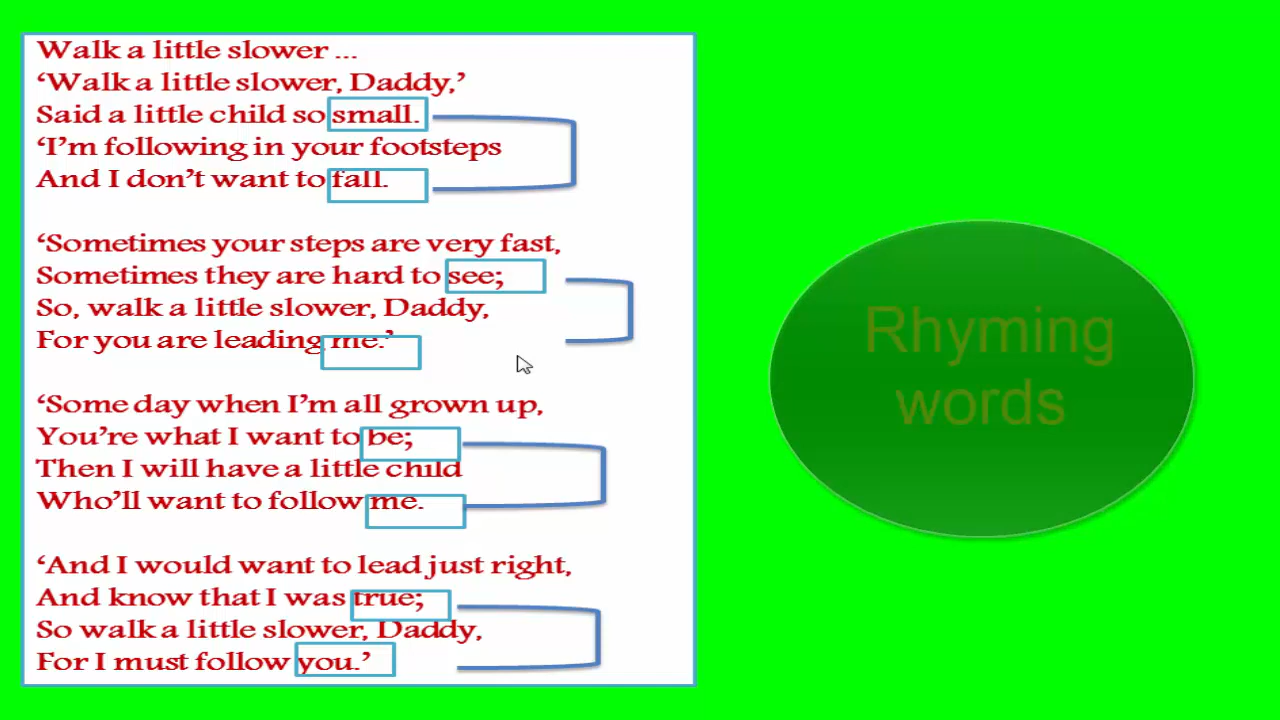 Walk a little slower ...
‘Walk a little slower, Daddy,’
Said a little child so small.
‘I’m following in your footsteps
And I don’t want to fall.
‘Sometimes your steps are very fast,
Sometimes they are hard to see;
So, walk a little slower, Daddy,
For you are leading me.’
‘Some day when I’m all grown up,
You’re what I want to be;
Then I will have a little child
Who’ll want to follow me.
‘And I would want to lead just right,
And know that I was true;
So walk a little slower, Daddy,
For I must follow you.’
Rhyming
words